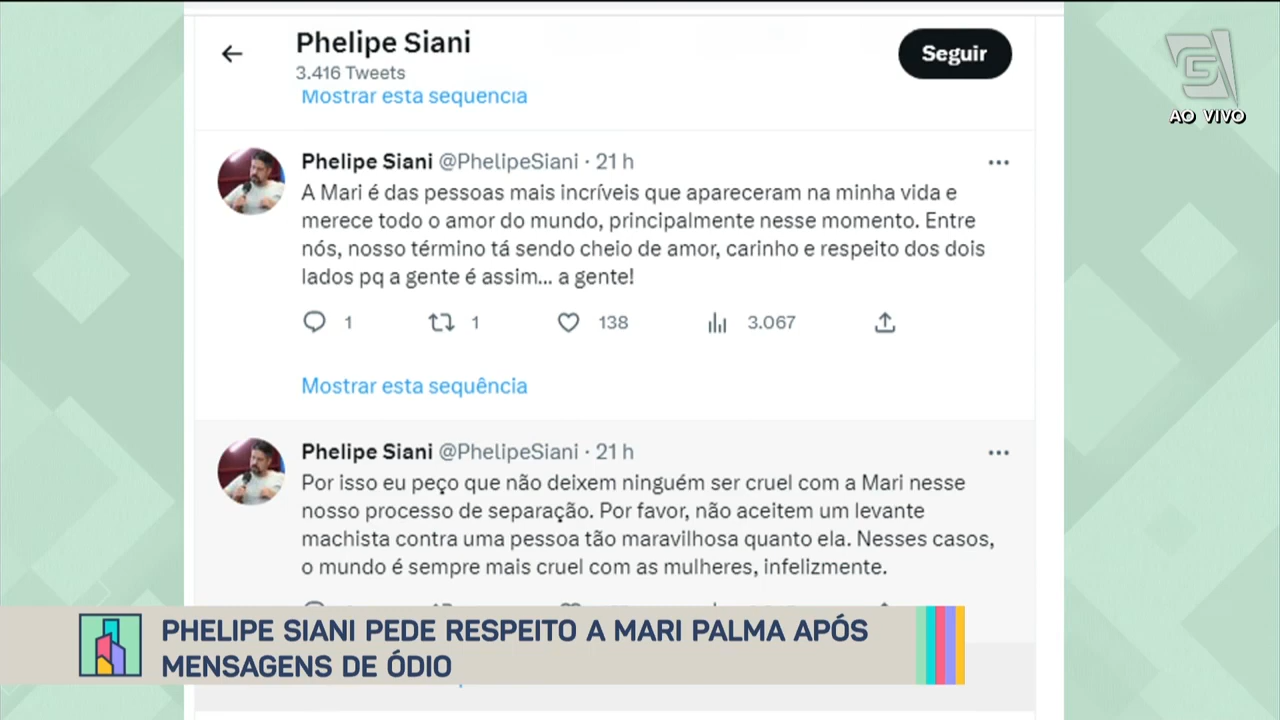 Phelipe Siani
3.416 Tweets
Seguir
Mostrar esta sequência
AO VIVO
Phelipe Siani @PhelipeSiani · 21 h
A Mari é das pessoas mais incríveis que apareceram na minha vida e
merece todo o amor do mundo, principalmente nesse momento. Entre
nós, nosso término tá sendo cheio de amor, carinho e respeito dos dois
lados pq a gente é assim... a gente!
1 1 138 3.067
Mostrar esta sequência
Phelipe Siani @PhelipeSiani · 21 h
Por isso eu peço que não deixem ninguém ser cruel com a Mari nesse
nosso processo de separação. Por favor, não aceitem um levante
machista contra uma pessoa tão maravilhosa quanto ela. Nesses casos,
o mundo é sempre mais cruel com as mulheres, infelizmente.
PHELIPE SIANI PEDE RESPEITO A MARI PALMA APÓS
MENSAGENS DE ÓDIO